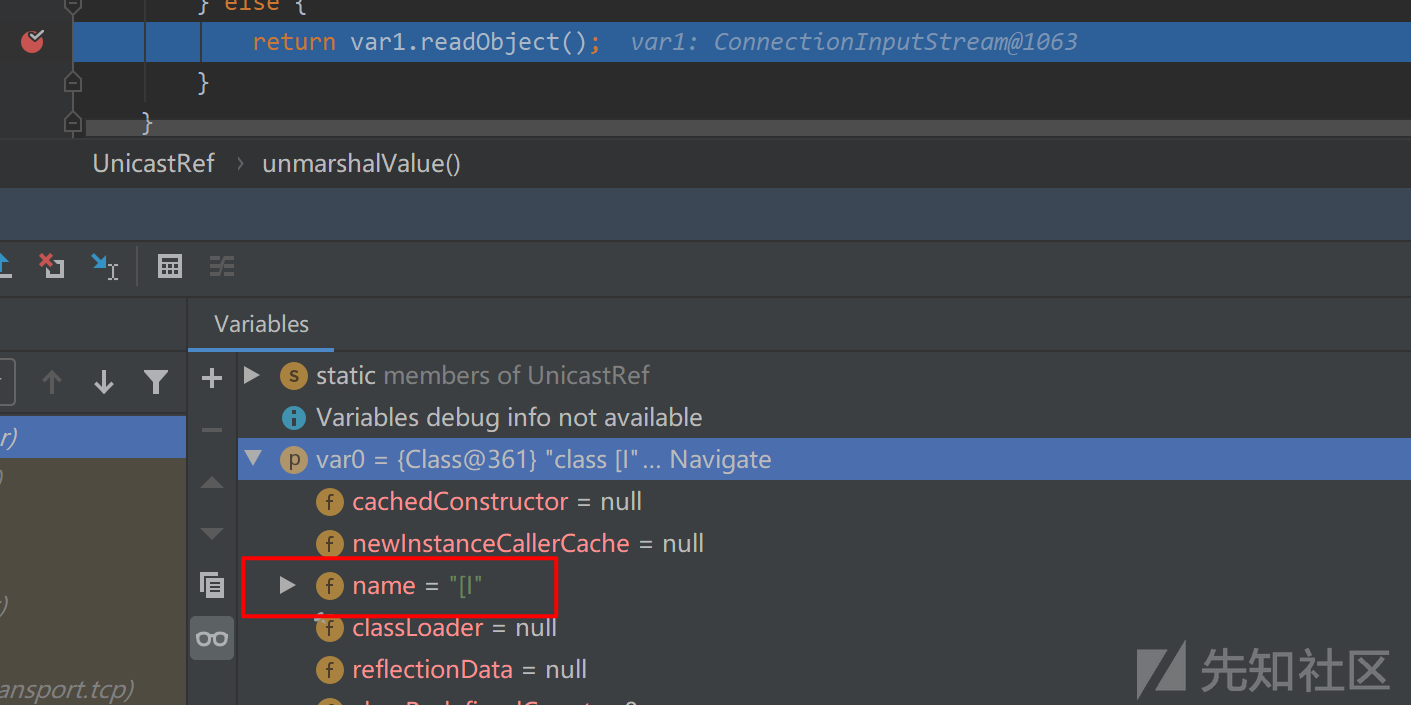 } else {
return var1.readObject(); var1: ConnectionInputStream@1063
}
}
UnicastRef › unmarshalValue()
Variables
static members of UnicastRef
Variables debug info not available
r)
var0 = {Class@361} "class [I"... Navigate
)
cachedConstructor = null
newInstanceCallerCache = null
name = "[I"
)
classLoader = null
reflectionData = null
ansport.tcp)
先知社区